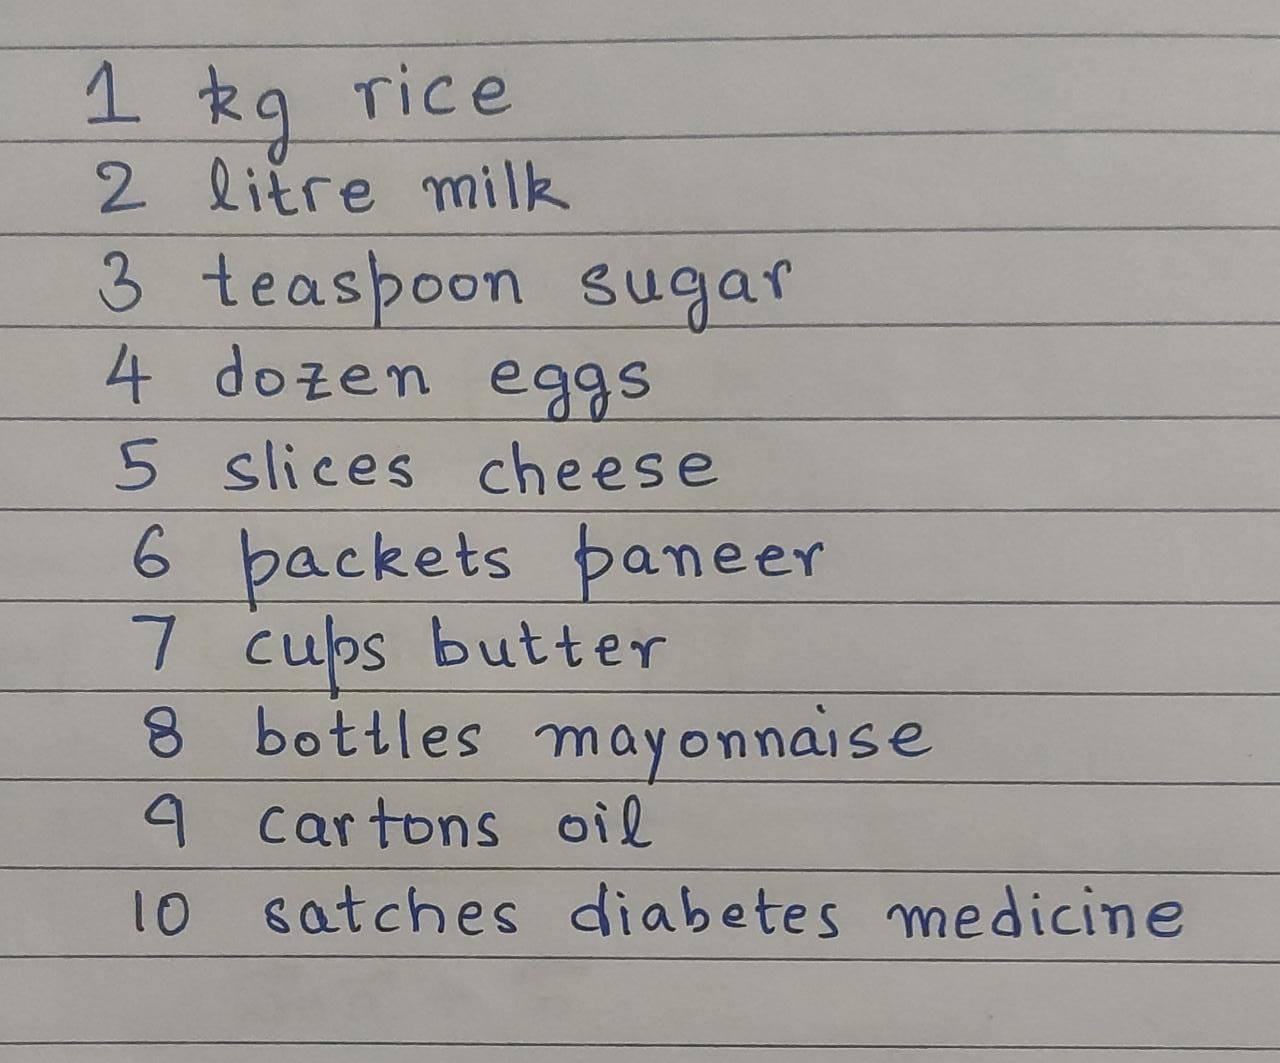 1 kg rice
2 litre milk
3 teaspoon sugar
4 dozen eggs
5 slices cheese
6 packets paneer
7 cups butter
8 bottles mayonnaise
9 cartons oil
10 satches diabetes medicine